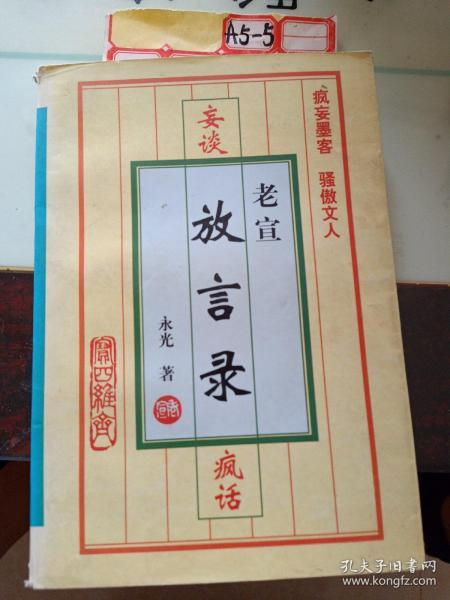 A5-5
疯妄墨客 骚傲文人
妄谈
老宣
放言录
永光 著
疯话
孔夫子旧书网
www.kongfz.com